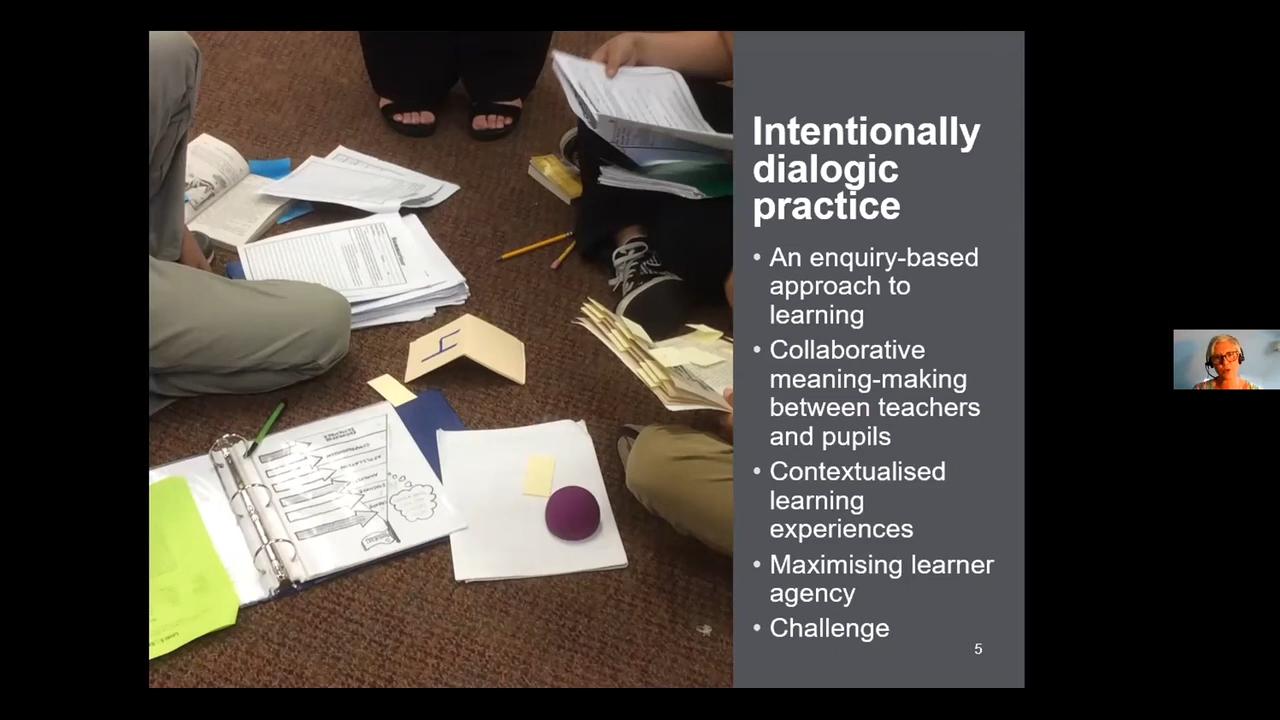 Intentionally
dialogic
practice
• An enquiry-based
approach to
learning
• Collaborative
meaning-making
between teachers
and pupils
• Contextualised
learning
experiences
• Maximising learner
agency
• Challenge
5
4